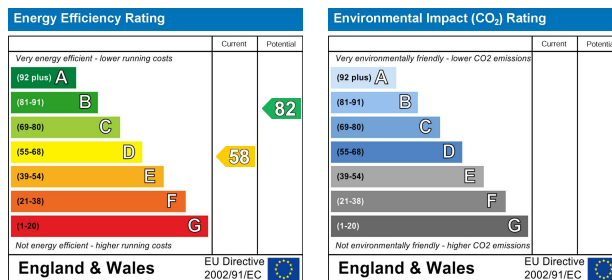 Energy Efficiency Rating
Current Potential
Very energy efficient - lower running costs
(92 plus) A
(81-91) B
82
(69-80) C
(55-68) D
58
(39-54) E
(21-38) F
(1-20) G
Not energy efficient - higher running costs
England & Wales
EU Directive
2002/91/EC
Environmental Impact (CO₂) Rating
Current Potential
Very environmentally friendly - lower CO2 emissions
(92 plus) A
(81-91) B
(69-80) C
(55-68) D
(39-54) E
(21-38) F
(1-20) G
Not environmentally friendly - higher CO2 emissions
England & Wales
EU Directive
2002/91/EC